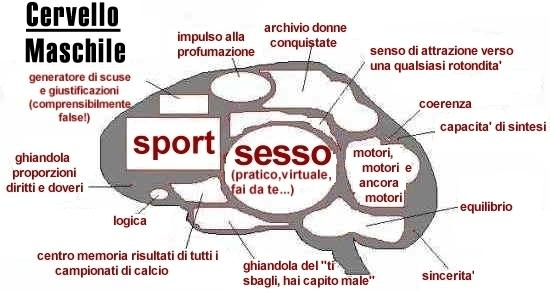 Cervello
Maschile
impulso alla
profumazione
archivio donne
conquistate
senso di attrazione verso
una qualsiasi rotondita'
generatore di scuse
e giustificazioni
(comprensibilmente
false!)
coerenza
capacita' di sintesi
sport
sesso
(pratico,virtuale,
fai da te...)
motori,
motori e
ancora
motori
ghiandola
proporzioni
diritti e doveri
logica
equilibrio
centro memoria risultati di tutti i
campionati di calcio
ghiandola del "ti
sbagli, hai capito male"
sincerita'